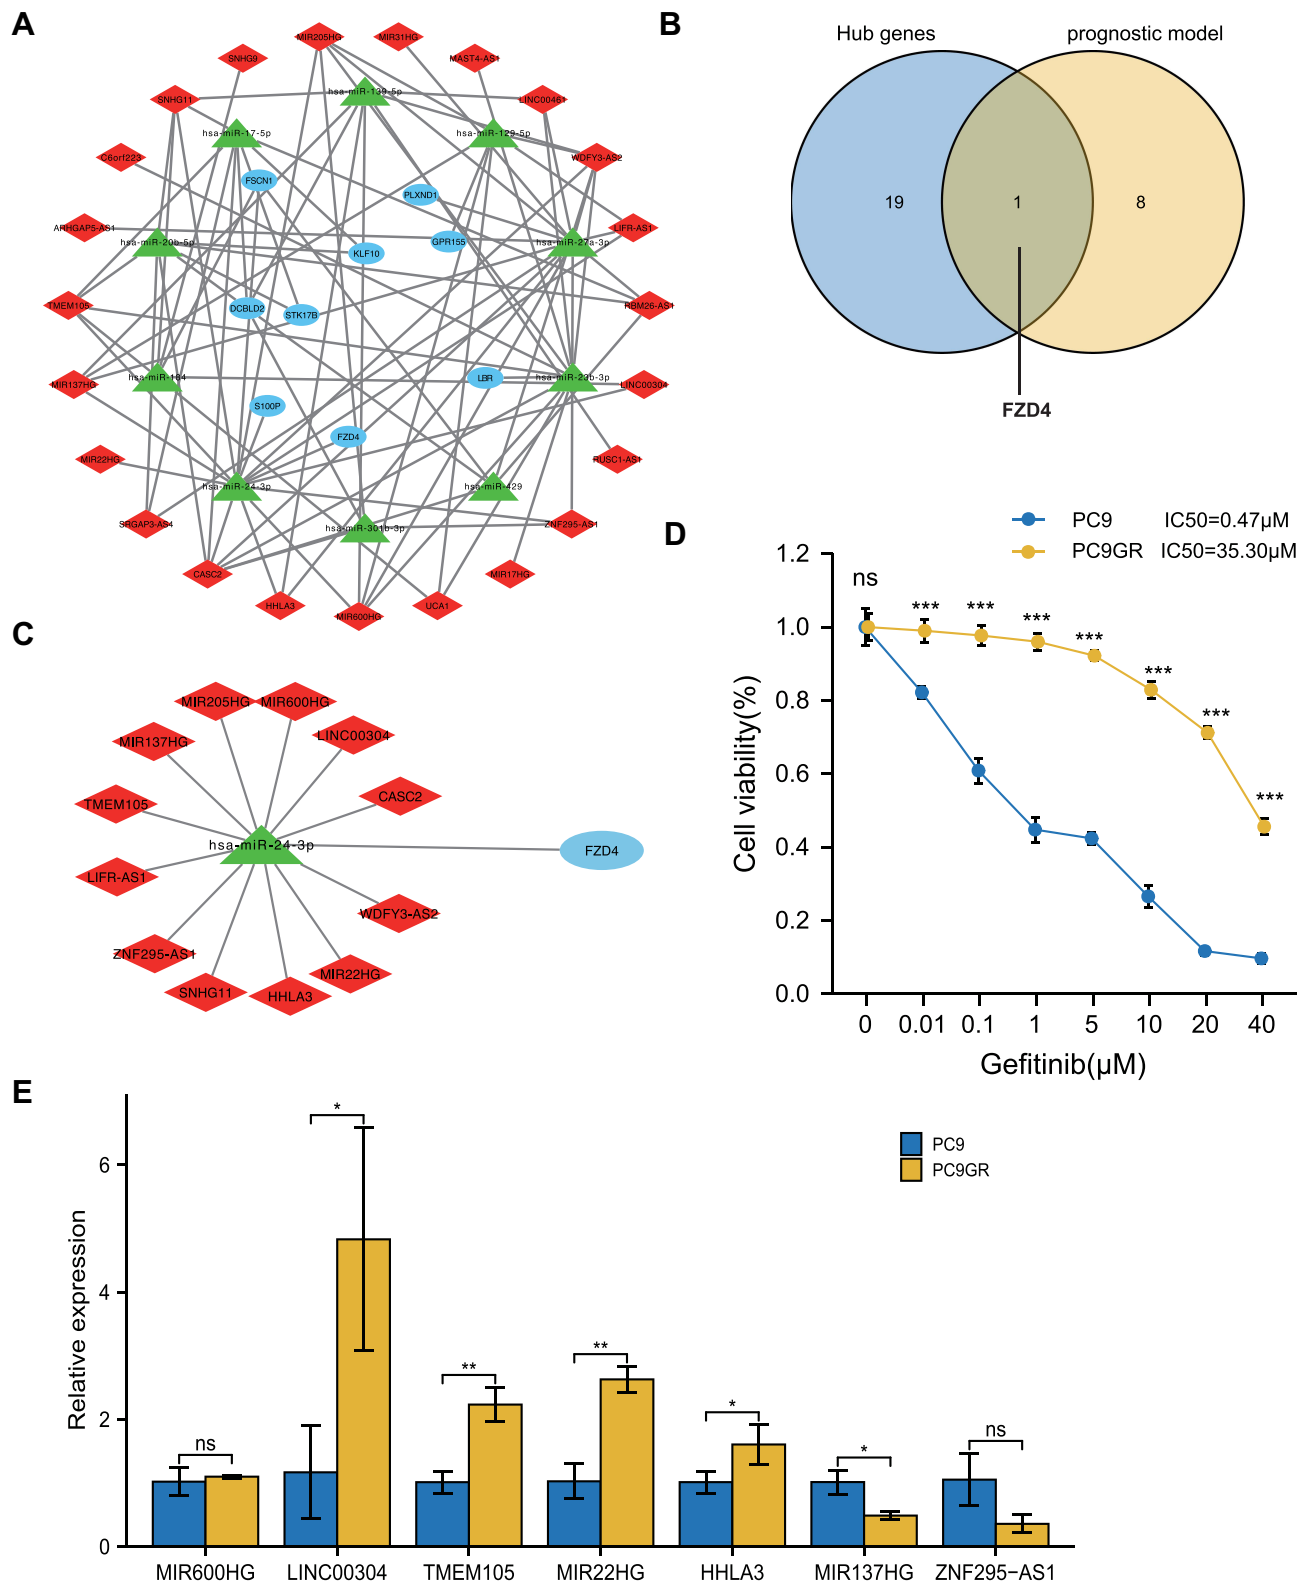 A
MIR205HG
MIR31HG
SNHG9
MAST4-AS1
SNHG11
hsa-miR-139-5p
LINC00461
hsa-miR-17-5p
hsa-miR-129-5p
C6orf223
WDFY3-AS2
FSCN1
PLXND1
ARHGAP5-AS1
LIFR-AS1
hsa-miR-20b-5p
GPR155
hsa-miR-27a-3p
KLF10
TMEM105
DCBLD2
STK17B
RBM26-AS1
MIR137HG
hsa-miR-184
LBR
hsa-miR-23b-3p
LINC00304
S100P
FZD4
MIR22HG
RUSC1-AS1
hsa-miR-24-3p
hsa-miR-429
SRGAP3-AS4
hsa-miR-301b-3p
ZNF295-AS1
CASC2
MIR17HG
HHLA3
MIR600HG
UCA1
B
Hub genes
prognostic model
19
1
8
FZD4
C
MIR205HG
MIR600HG
MIR137HG
LINC00304
TMEM105
CASC2
hsa-miR-24-3p
FZD4
LIFR-AS1
WDFY3-AS2
ZNF295-AS1
MIR22HG
SNHG11
HHLA3
D
PC9 IC50=0.47μM
PC9GR IC50=35.30μM
1.2
1.0
0.8
0.6
0.4
0.2
0.0
Cell viability(%)
ns
***
***
***
***
***
***
***
0 0.01 0.1 1 5 10 20 40
Gefitinib(μM)
E
PC9
PC9GR
Relative expression
6
4
2
0
ns
*
**
**
*
*
ns
MIR600HG LINC00304 TMEM105 MIR22HG HHLA3 MIR137HG ZNF295−AS1